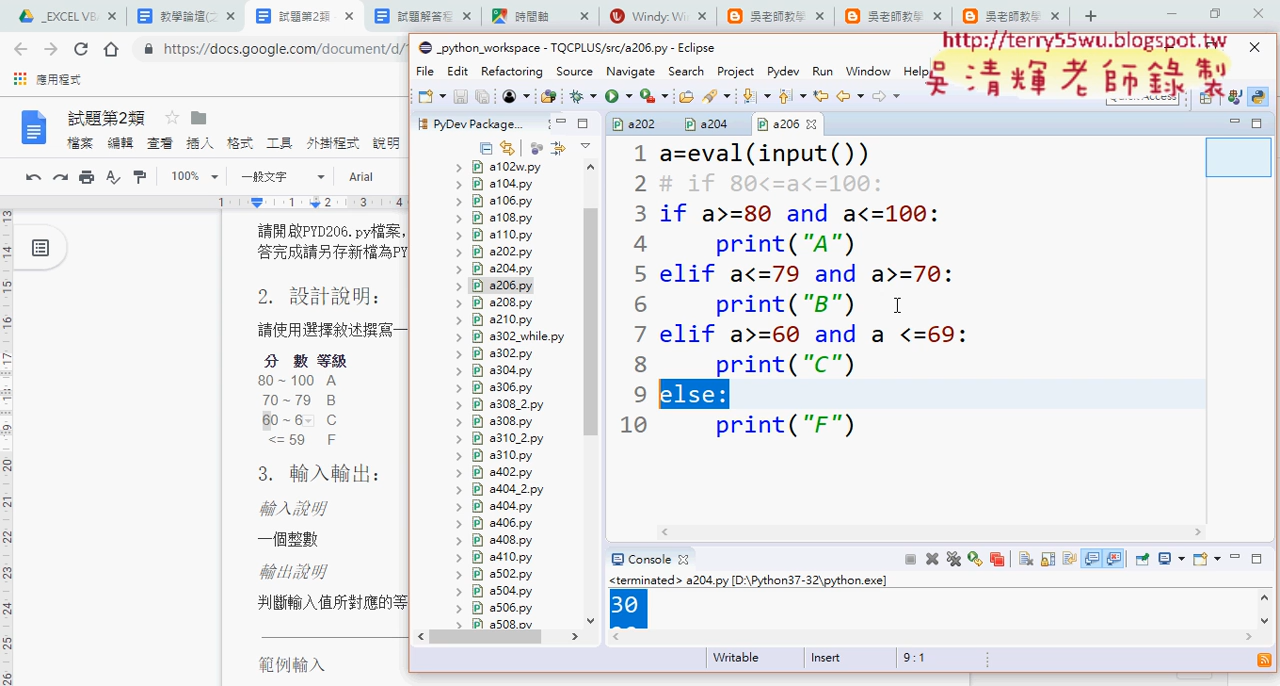 _EXCEL VB
教學論壇(之
試題第2類
試題解答程
時間軸
Windy: Wi
吳老師教學
吳老師教學
吳老師教學
https://docs.google.com/document/d/
應用程式
試題第2類
檔案 編輯 查看 插入 格式 工具 外掛程式 說明
100% 一般文字 Arial
1 1 2 3 4
請開啟PYD206.py檔案,
答完成請另存新檔為PY
2. 設計說明:
請使用選擇敘述撰寫一
分 數 等級
80 ~ 100 A
70 ~ 79 B
60 ~ 6 C
<= 59 F
3. 輸入輸出:
輸入說明
一個整數
輸出說明
判斷輸入值所對應的等
範例輸入
_python_workspace - TQCPLUS/src/a206.py - Eclipse
http://terry55wu.blogspot.tw
吳清輝老師錄製
File Edit Refactoring Source Navigate Search Project Pydev Run Window Help
Quick Access
PyDev Package...
a102w.py
a104.py
a106.py
a108.py
a110.py
a202.py
a204.py
a206.py
a208.py
a210.py
a302_while.py
a302.py
a304.py
a306.py
a308_2.py
a308.py
a310_2.py
a310.py
a402.py
a404_2.py
a404.py
a406.py
a408.py
a410.py
a502.py
a504.py
a506.py
a508.py
a202 a204 a206
1 a=eval(input())
2 # if 80<=a<=100:
3 if a>=80 and a<=100:
4 print("A")
5 elif a<=79 and a>=70:
6 print("B")
7 elif a>=60 and a <=69:
8 print("C")
9 else:
10 print("F")
Console
<terminated> a204.py [D:\Python37-32\python.exe]
30
Writable Insert 9 : 1